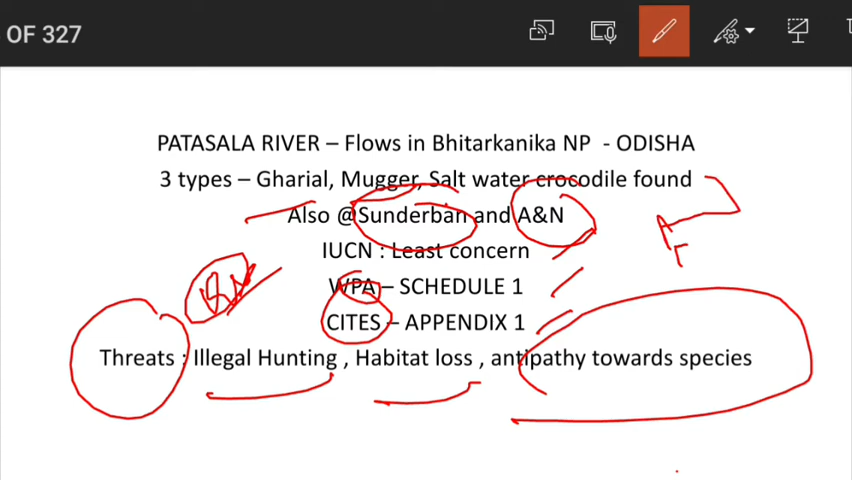 OF 327
PATASALA RIVER – Flows in Bhitarkanika NP - ODISHA
3 types – Gharial, Mugger, Salt water crocodile found
Also @Sunderban and A&N
IUCN : Least concern
WPA – SCHEDULE 1
CITES – APPENDIX 1
Threats : Illegal Hunting , Habitat loss , antipathy towards species